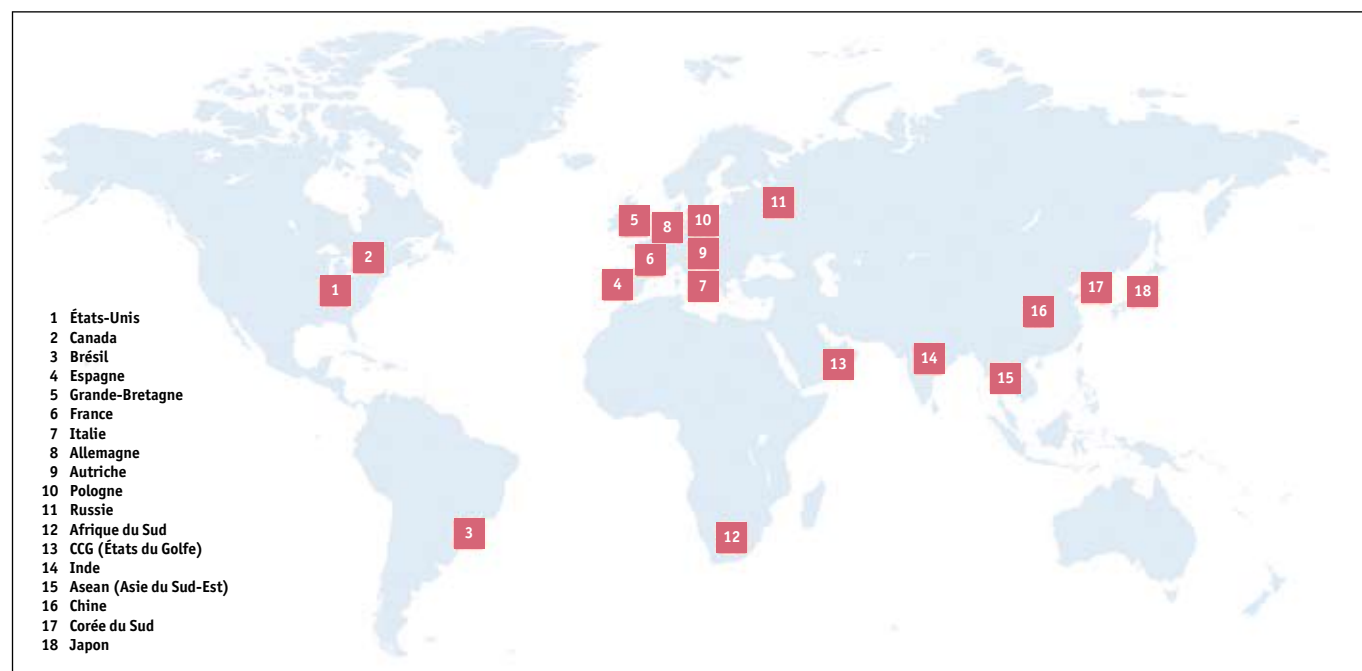 11
5
10
8
2
9
6
4
7
1
17
18
16
14
13
15
3
12
1 États-Unis
2 Canada
3 Brésil
4 Espagne
5 Grande-Bretagne
6 France
7 Italie
8 Allemagne
9 Autriche
10 Pologne
11 Russie
12 Afrique du Sud
13 CCG (États du Golfe)
14 Inde
15 Asean (Asie du Sud-Est)
16 Chine
17 Corée du Sud
18 Japon